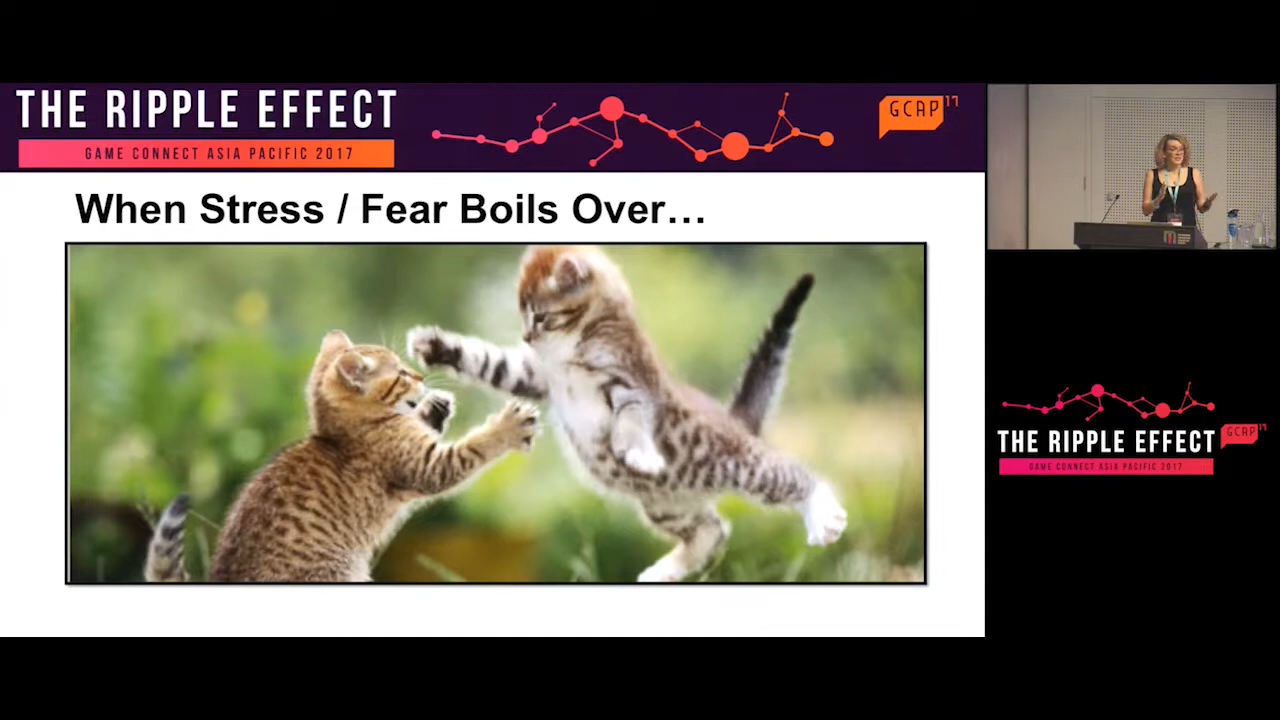 THE RIPPLE EFFECT
GAME CONNECT ASIA PACIFIC 2017
GCAP 17
When Stress / Fear Boils Over…
THE RIPPLE EFFECT
GCAP 17
GAME CONNECT ASIA PACIFIC 2017